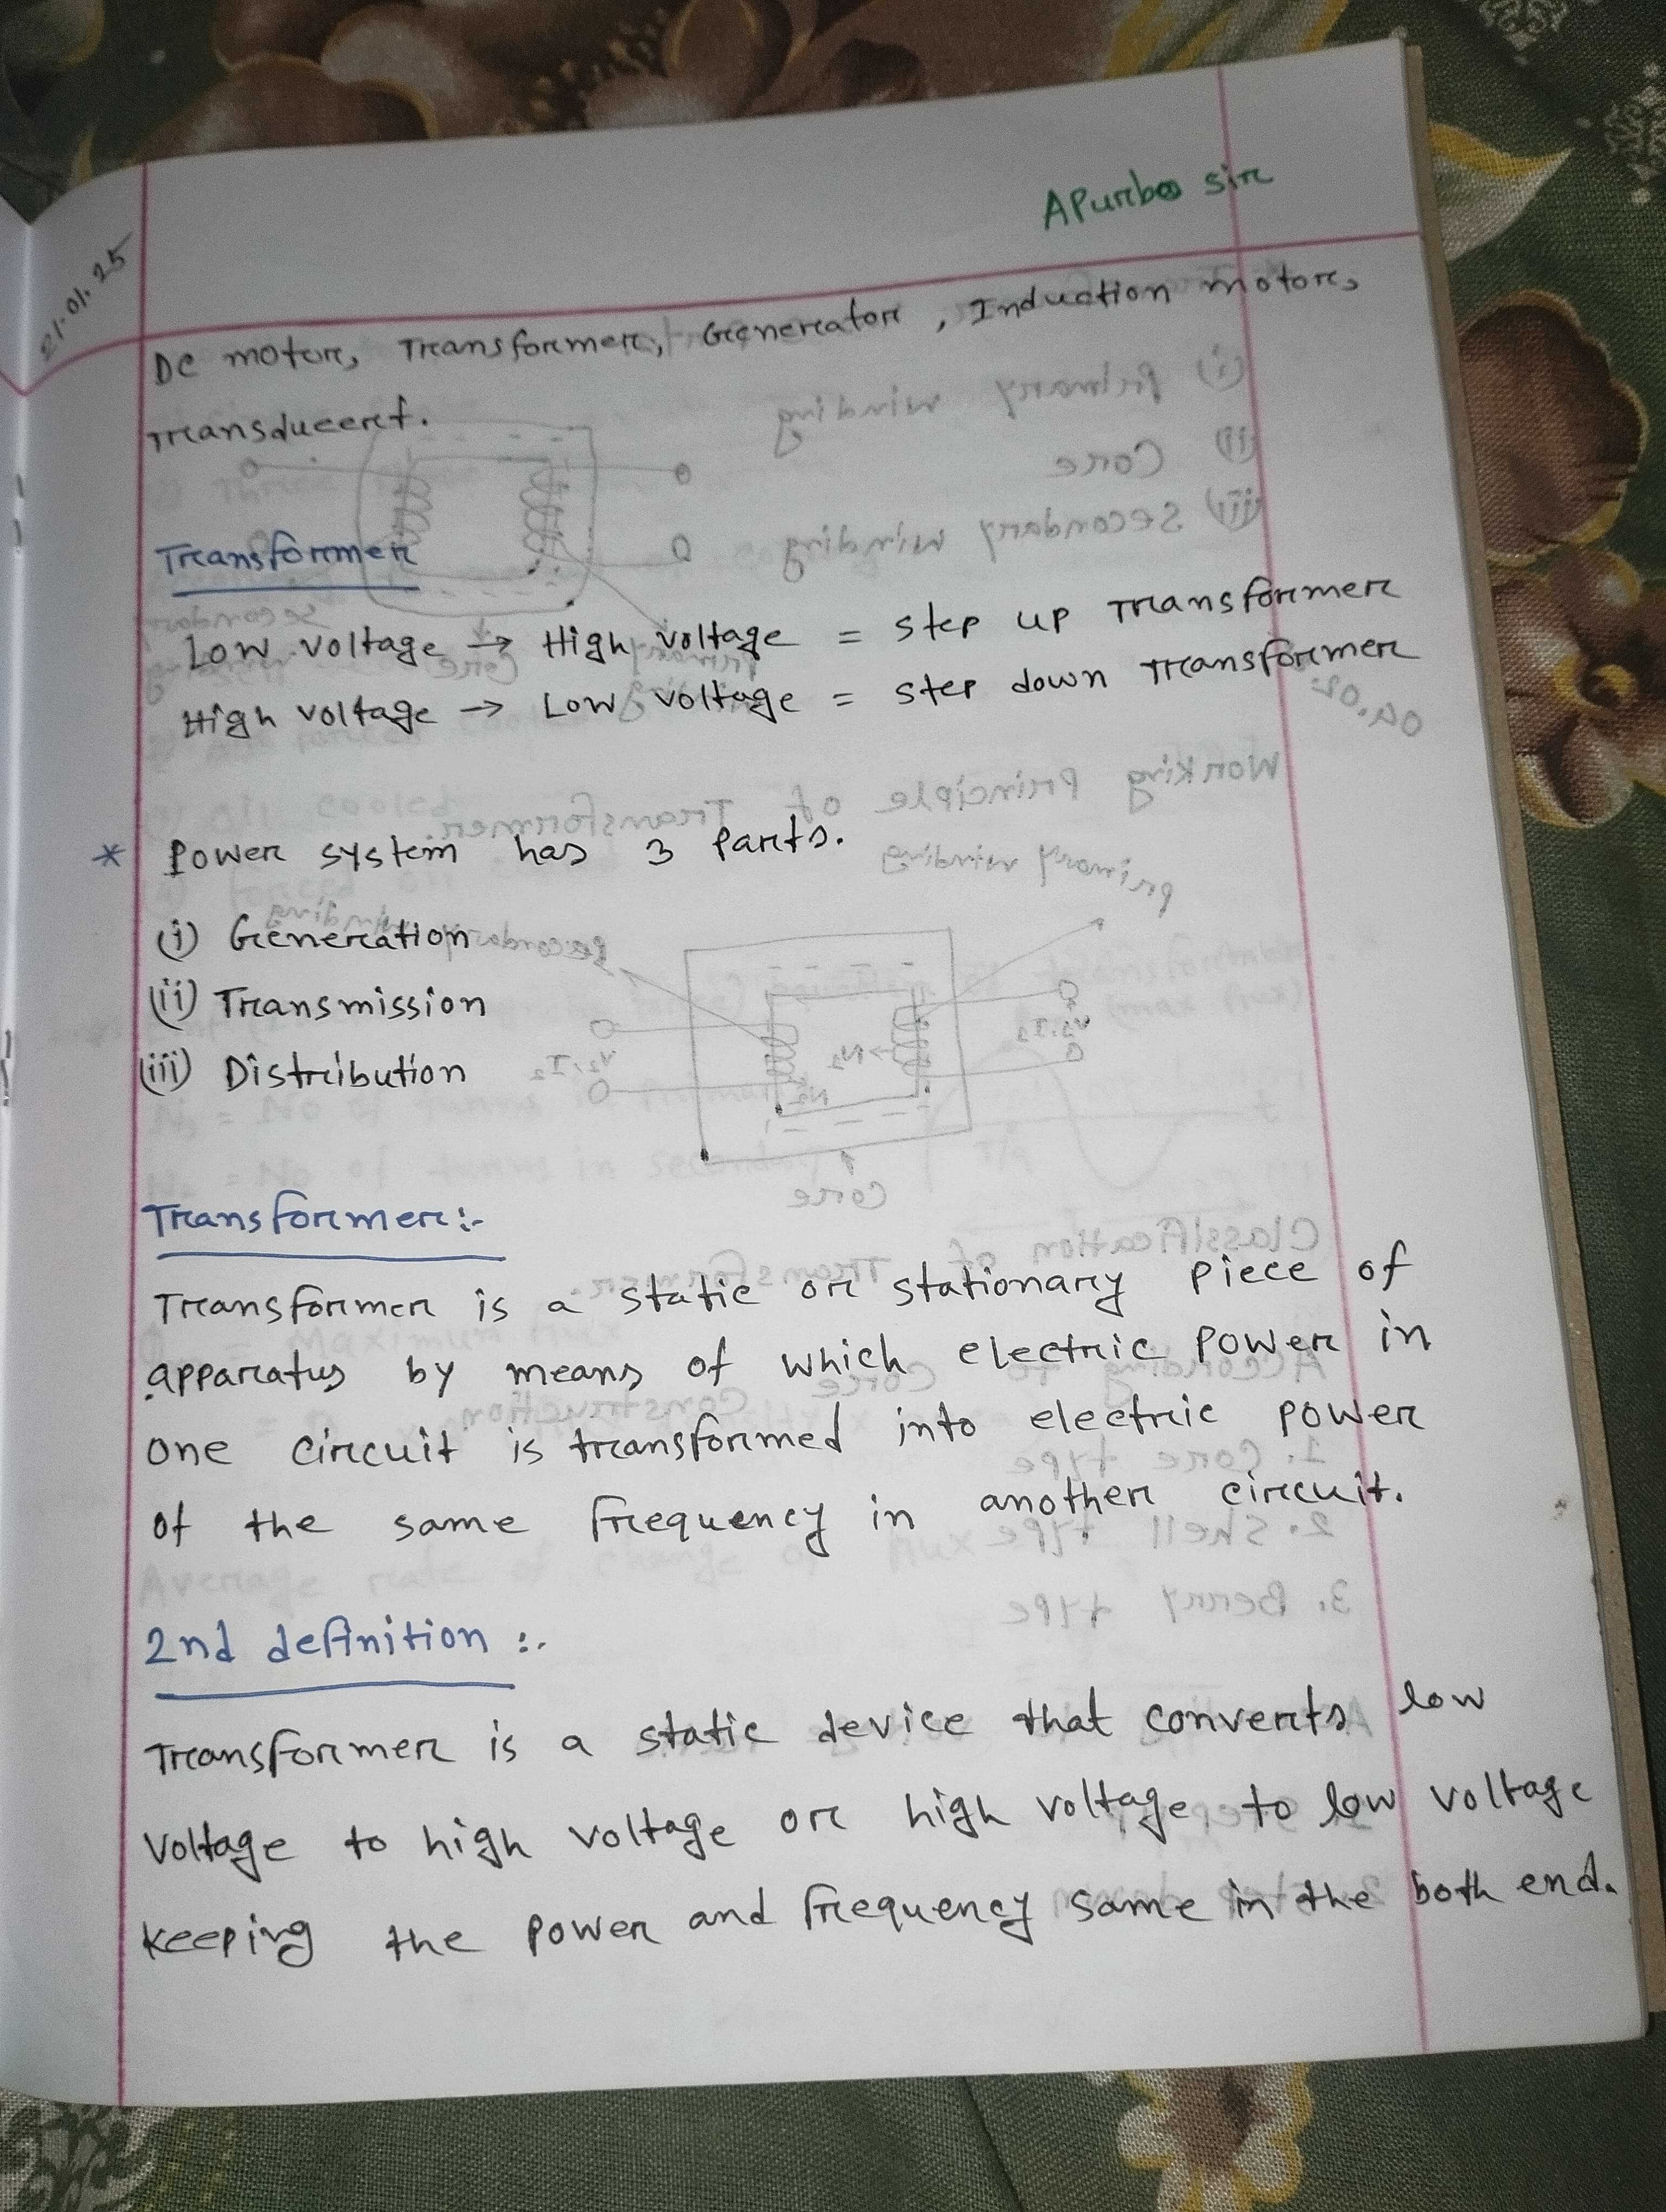 Apurba sir
21.01.25
DC motor, Transformer, Generator, Induction motor,
Transducer.
Transformer
Low voltage → High voltage = step up Transformer
High voltage → Low voltage = step down Transformer
* Power system has 3 parts.
(i) Generation
(ii) Transmission
(iii) Distribution
Transformer:-
Transformer is a static or stationary piece of
apparatus by means of which electric power in
one circuit is transformed into electric power
of the same frequency in another circuit.
2nd definition :-
Transformer is a static device that converts low
voltage to high voltage or high voltage to low voltage
keeping the power and frequency same in the both end.